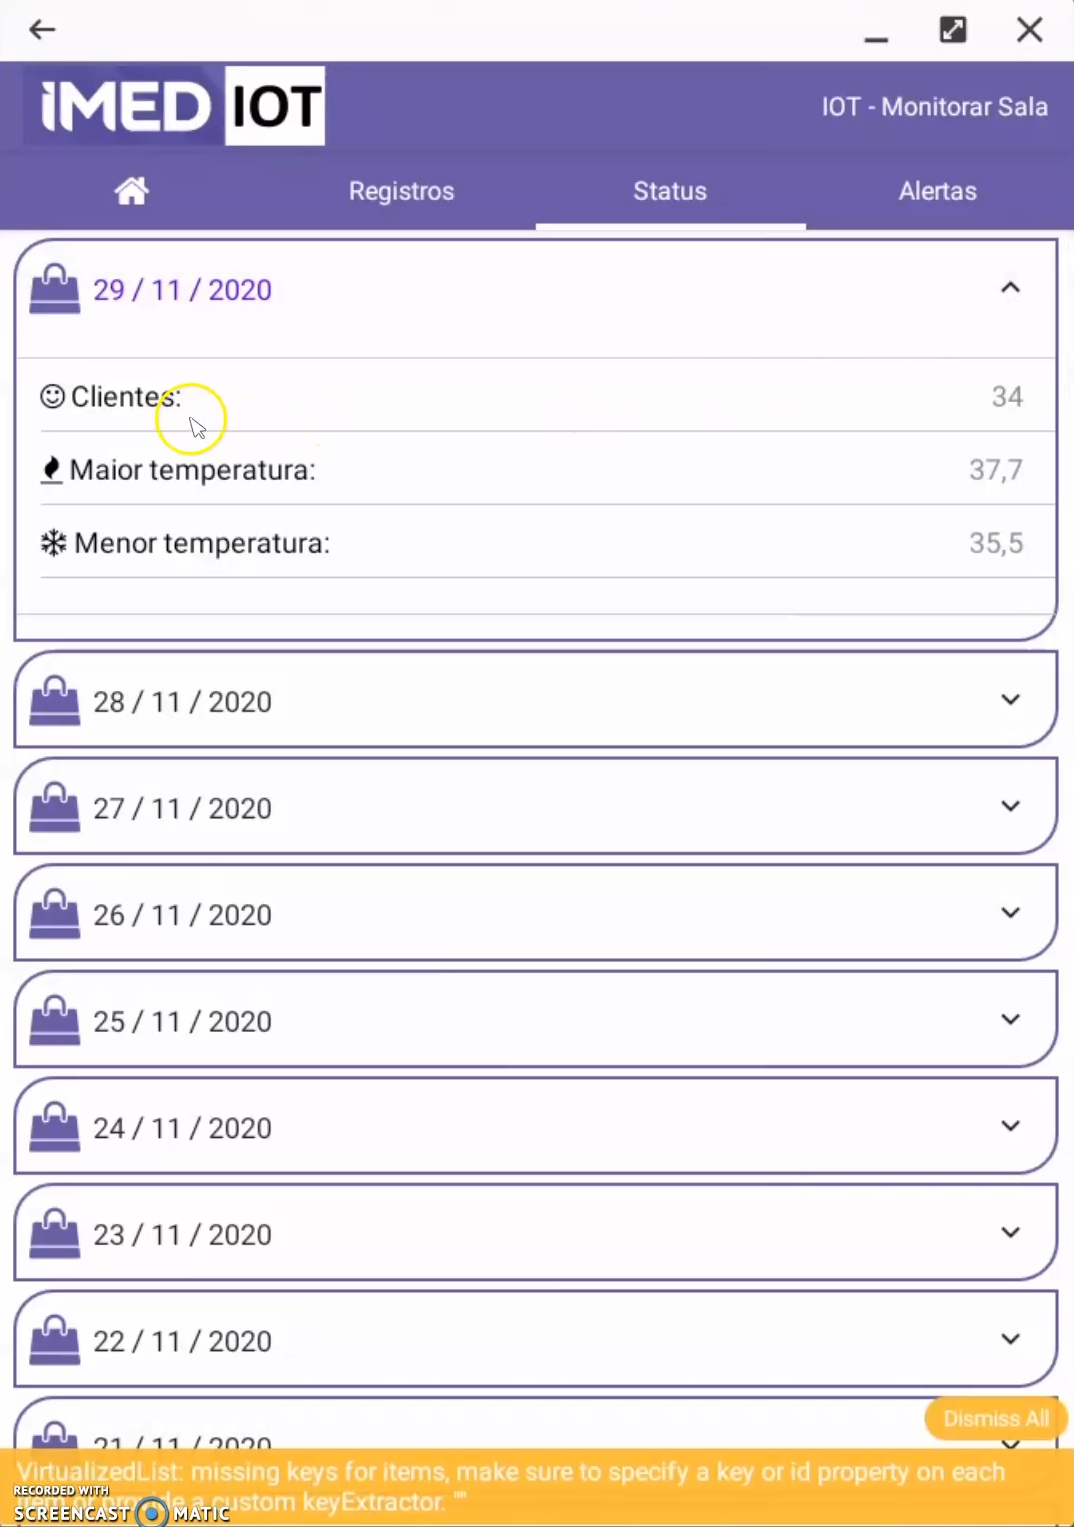 iMED IOT
IOT - Monitorar Sala
Registros
Status
Alertas
29 / 11 / 2020
Clientes:
34
Maior temperatura:
37,7
Menor temperatura:
35,5
28 / 11 / 2020
27 / 11 / 2020
26 / 11 / 2020
25 / 11 / 2020
24 / 11 / 2020
23 / 11 / 2020
22 / 11 / 2020
Dismiss All
21 / 11 / 2020
VirtualizedList: missing keys for items, make sure to specify a key or id property on each
item or provide a custom keyExtractor. ""
RECORDED WITH
SCREENCAST MATIC